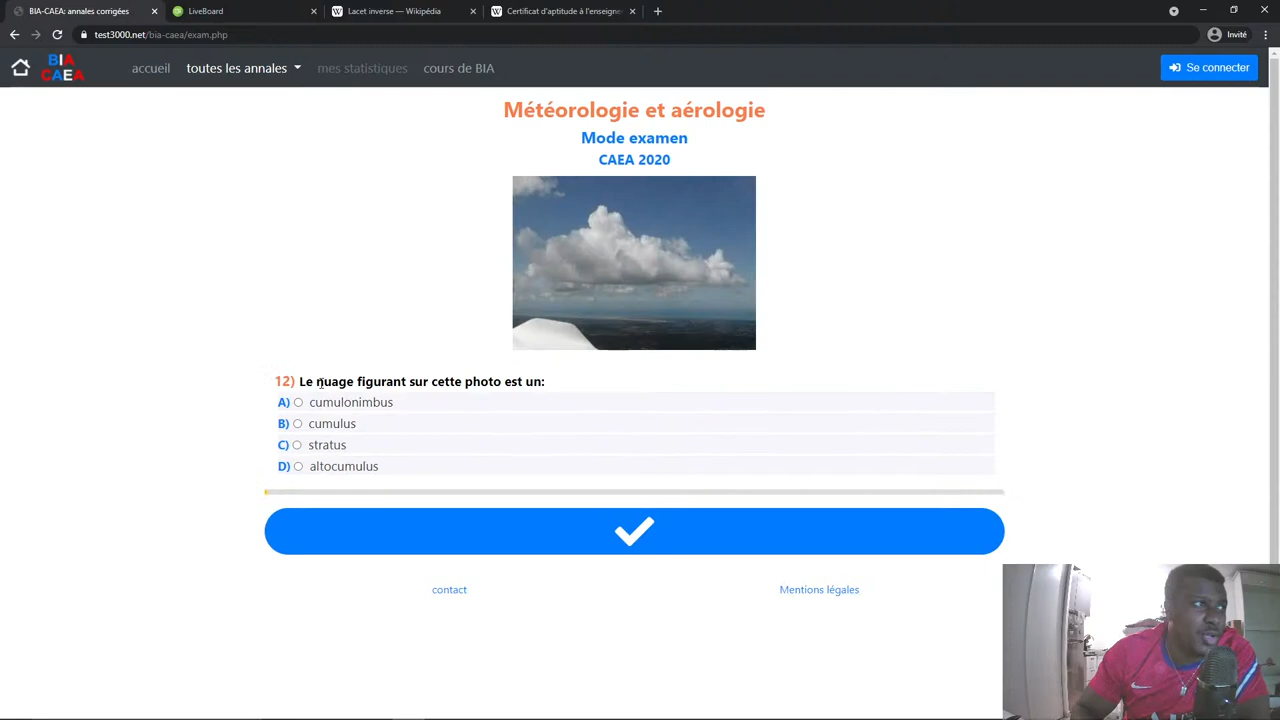 BIA-CAEA: annales corrigées
LiveBoard
Lacet inverse — Wikipédia
Certificat d'aptitude à l'enseigne
test3000.net/bia-caea/exam.php
Invité
BIA
CAEA
accueil
toutes les annales
mes statistiques
cours de BIA
Se connecter
Météorologie et aérologie
Mode examen
CAEA 2020
12) Le nuage figurant sur cette photo est un:
A) cumulonimbus
B) cumulus
C) stratus
D) altocumulus
contact
Mentions légales